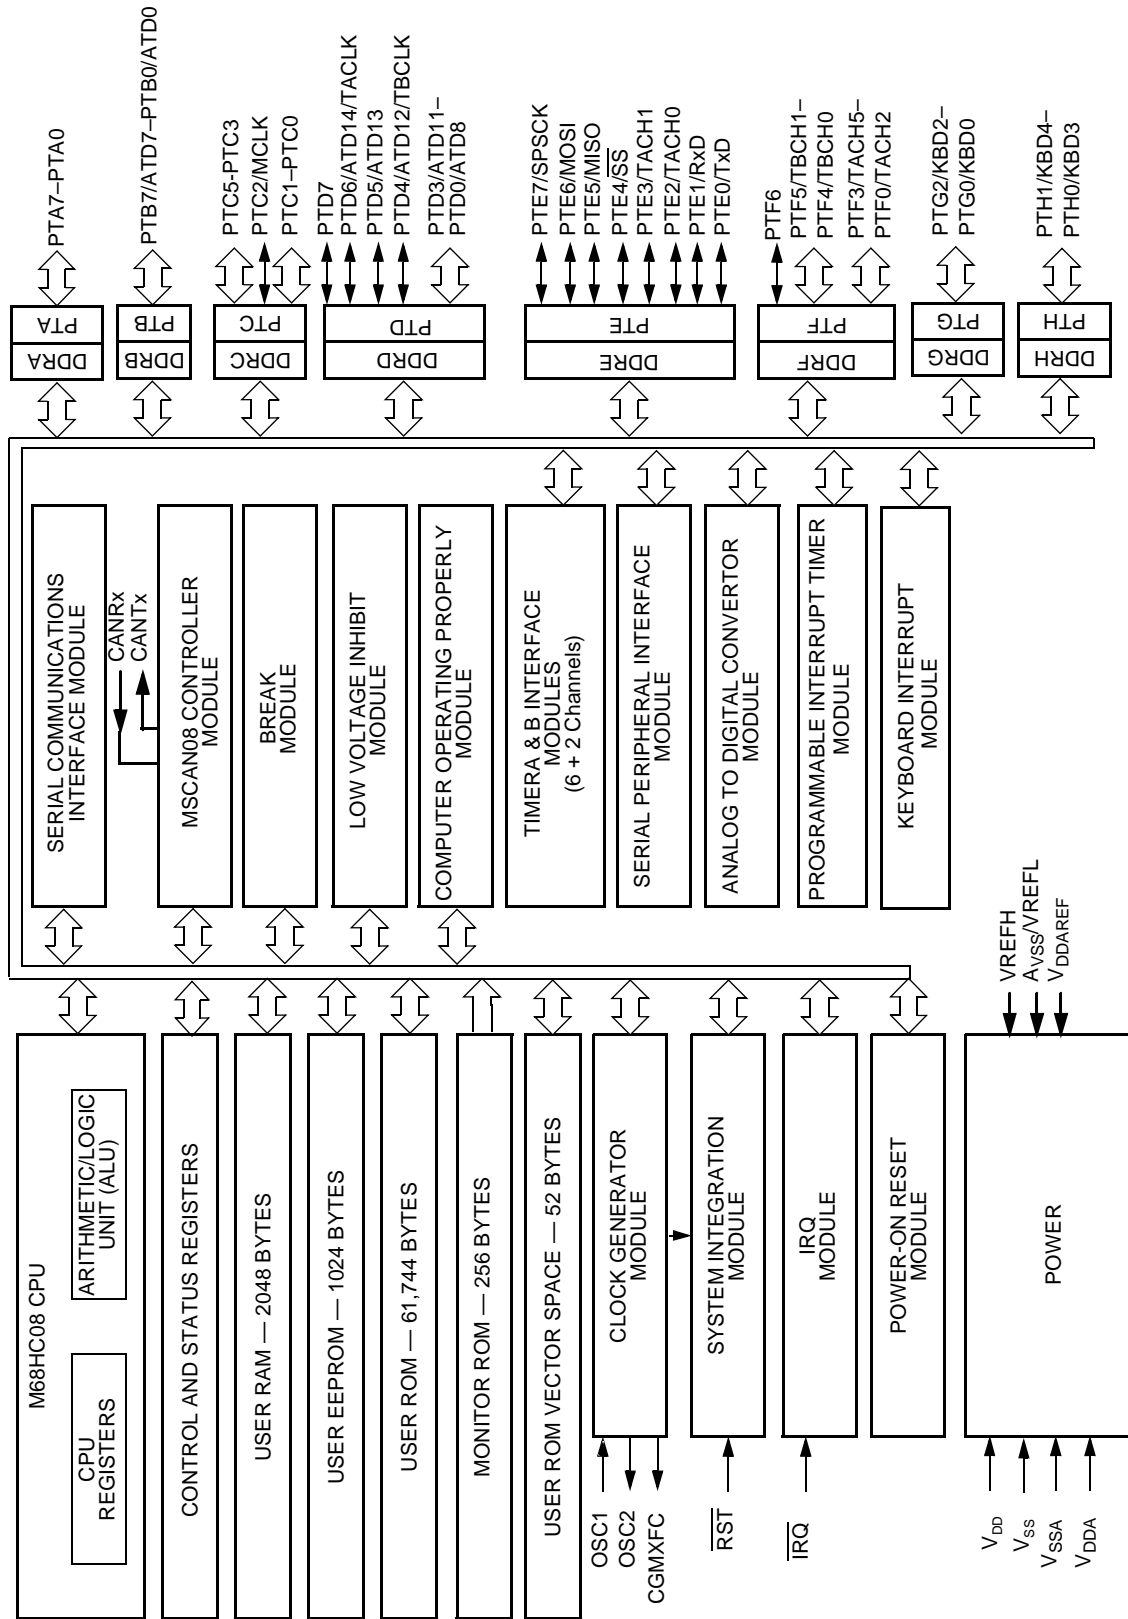 M68HC08 CPU
CPU
REGISTERS
ARITHMETIC/LOGIC
UNIT (ALU)
CONTROL AND STATUS REGISTERS
USER RAM — 2048 BYTES
USER EEPROM — 1024 BYTES
USER ROM — 61,744 BYTES
MONITOR ROM — 256 BYTES
USER ROM VECTOR SPACE — 52 BYTES
OSC1
OSC2
CGMXFC
CLOCK GENERATOR
MODULE
RST
SYSTEM INTEGRATION
MODULE
IRQ
IRQ
MODULE
POWER-ON RESET
MODULE
VDD
VSS
VSSA
VDDA
POWER
VREFH
AVSS/VREFL
VDDAREF
SERIAL COMMUNICATIONS
INTERFACE MODULE
CANRx
CANTx
MSCAN08 CONTROLLER
MODULE
BREAK
MODULE
LOW VOLTAGE INHIBIT
MODULE
COMPUTER OPERATING PROPERLY
MODULE
TIMERA & B INTERFACE
MODULES
(6 + 2 Channels)
SERIAL PERIPHERAL INTERFACE
MODULE
ANALOG TO DIGITAL CONVERTOR
MODULE
PROGRAMMABLE INTERRUPT TIMER
MODULE
KEYBOARD INTERRUPT
MODULE
DDRA
PTA
PTA7–PTA0
DDRB
PTB
PTB7/ATD7–PTB0/ATD0
DDRC
PTC
PTC5-PTC3
PTC2/MCLK
PTC1–PTC0
DDRD
PTD
PTD7
PTD6/ATD14/TACLK
PTD5/ATD13
PTD4/ATD12/TBCLK
PTD3/ATD11–
PTD0/ATD8
DDRE
PTE
PTE7/SPSCK
PTE6/MOSI
PTE5/MISO
PTE4/SS
PTE3/TACH1
PTE2/TACH0
PTE1/RxD
PTE0/TxD
DDRF
PTF
PTF6
PTF5/TBCH1–
PTF4/TBCH0
PTF3/TACH5–
PTF0/TACH2
DDRG
PTG
PTG2/KBD2–
PTG0/KBD0
DDRH
PTH
PTH1/KBD4–
PTH0/KBD3